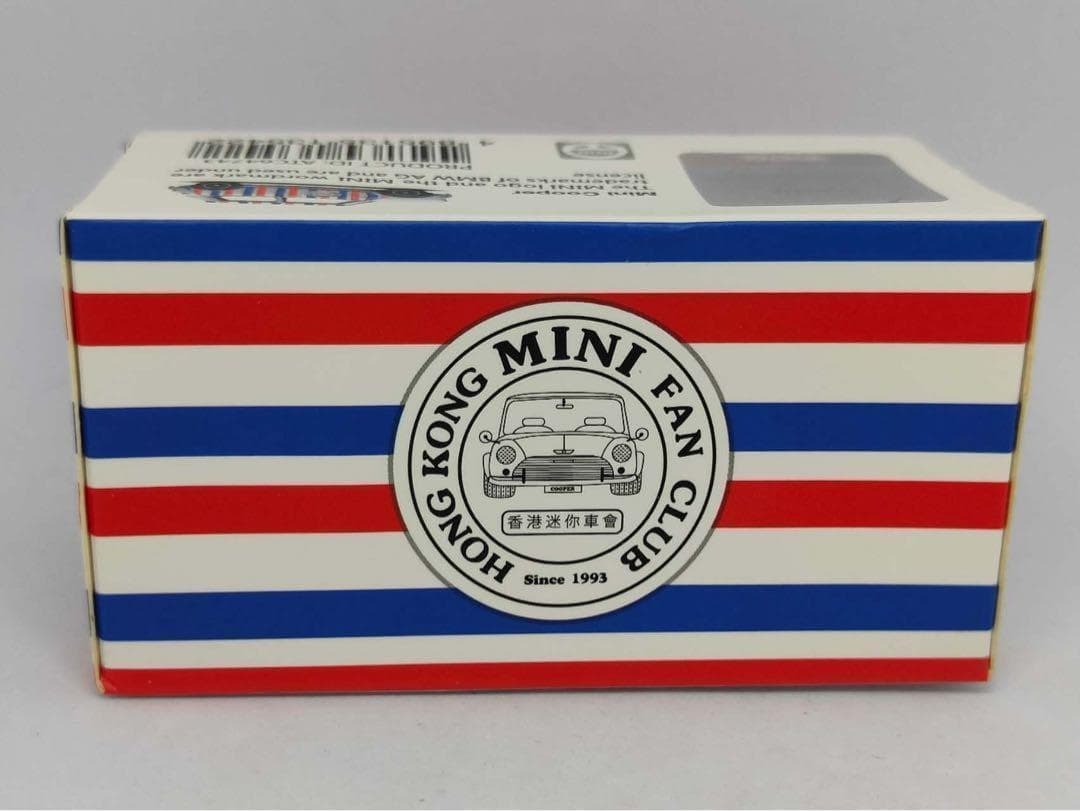 Mini Cooper
The MINI logo and the MINI wordmark are
trademarks of BMW AG and are used under
license
HONG KONG MINI FAN CLUB
COOPER
香港迷你車會
Since 1993